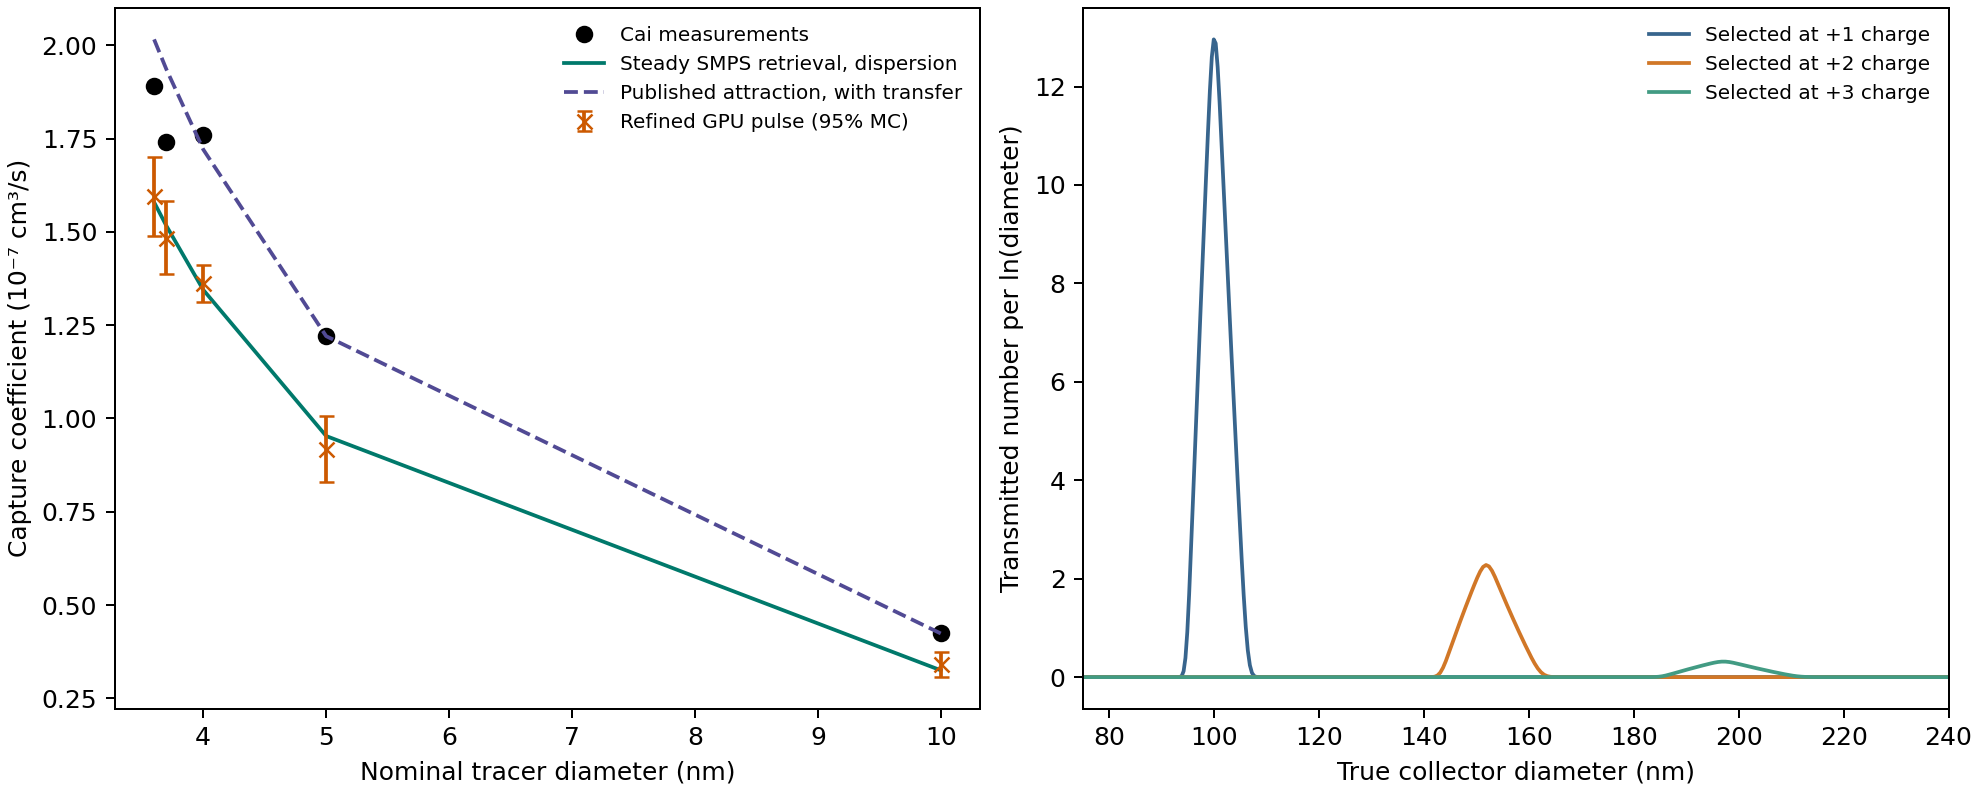 Capture coefficient (10⁻⁷ cm³/s)
2.00
1.75
1.50
1.25
1.00
0.75
0.50
0.25
Cai measurements
Steady SMPS retrieval, dispersion
Published attraction, with transfer
Refined GPU pulse (95% MC)
4 5 6 7 8 9 10
Nominal tracer diameter (nm)
Transmitted number per ln(diameter)
12
10
8
6
4
2
0
Selected at +1 charge
Selected at +2 charge
Selected at +3 charge
80 100 120 140 160 180 200 220 240
True collector diameter (nm)